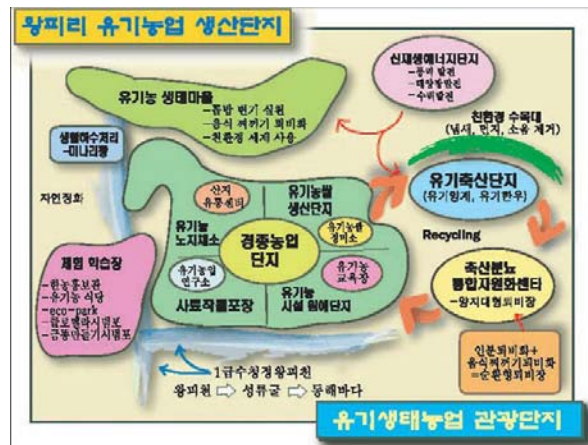 왕피리 유기농업 생산단지
신재생에너지단지
-풍력 발전
-태양광발전
-수력발전
유기농 생태마을
-톱밥 변기 실천
-음식 찌꺼기 퇴비화
-친환경 세제 사용
친환경 수목대
(냄새, 먼지, 소음 제거)
생활하수처리
-미나리꽝
자연정화
산지
유통센터
유기농쌀
생산단지
유기축산단지
(유기양계, 유기한우)
유기농
노지채소
경종농업
단지
유기농쌀
정미소
Recycling
체험 학습장
-한농홍보관
-유기농 식당
-eco-park
유기농업
연구소
유기농
교육장
축산분뇨
통합자원화센터
-왕지대형퇴비장
사료작물포장
유기농
시설 원예단지
1급수청정왕피천
왕피천 ⇨ 성류굴 ⇨ 동해바다
인분퇴비화+
음식찌꺼기퇴비화
=순환형퇴비장
유기생태농업 관광단지